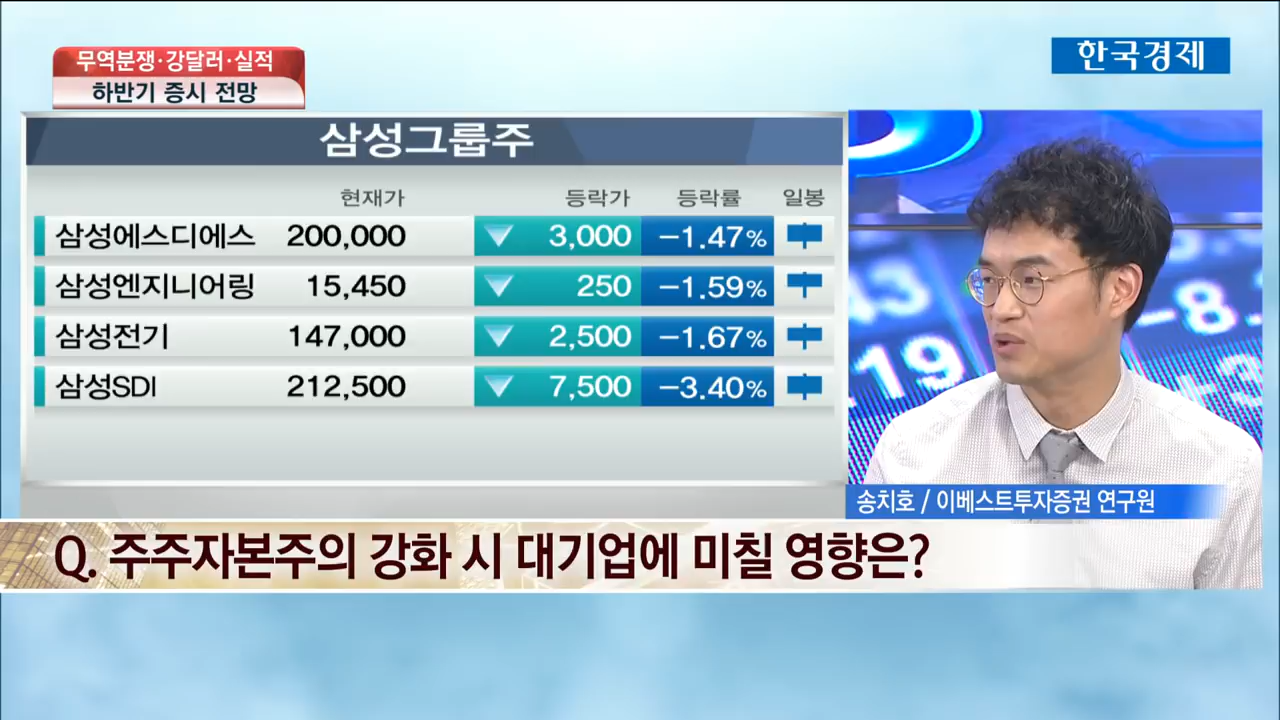 무역분쟁·강달러·실적
하반기 증시 전망
한국경제
삼성그룹주
현재가 등락가 등락률 일봉
삼성에스디에스 200,000 ▼ 3,000 -1.47%
삼성엔지니어링 15,450 ▼ 250 -1.59%
삼성전기 147,000 ▼ 2,500 -1.67%
삼성SDI 212,500 ▼ 7,500 -3.40%
43
.19
-8.
+3
송치호 / 이베스트투자증권 연구원
Q. 주주자본주의 강화 시 대기업에 미칠 영향은?